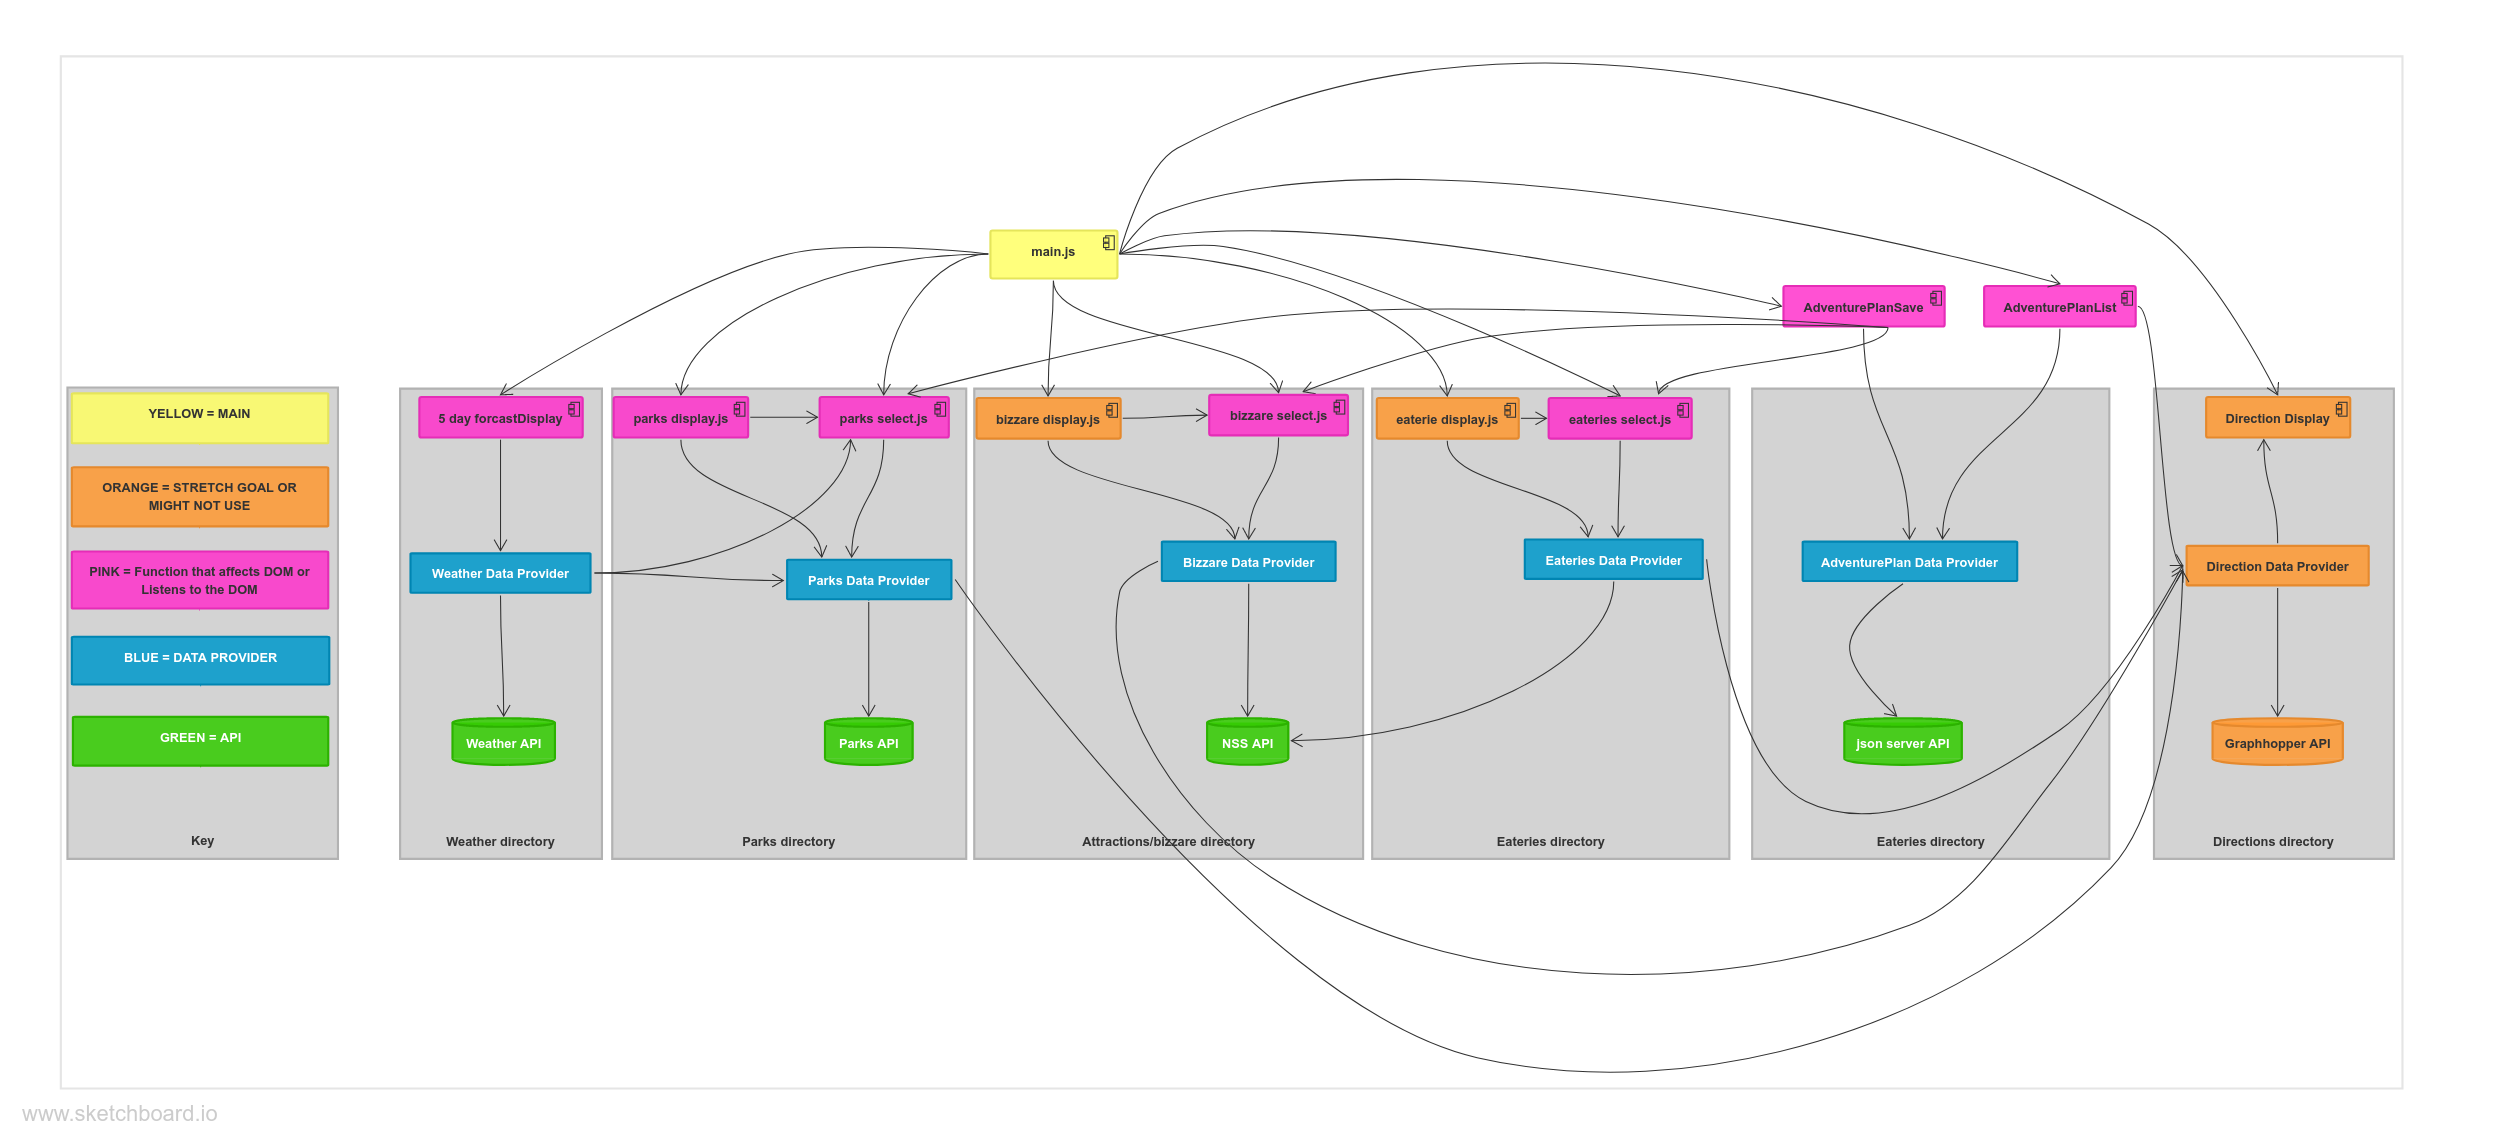 main.js
AdventurePlanSave
AdventurePlanList
YELLOW = MAIN
ORANGE = STRETCH GOAL OR
MIGHT NOT USE
PINK = Function that affects DOM or
Listens to the DOM
BLUE = DATA PROVIDER
GREEN = API
Key
5 day forcastDisplay
Weather Data Provider
Weather API
Weather directory
parks display.js
parks select.js
Parks Data Provider
Parks API
Parks directory
bizzare display.js
bizzare select.js
Bizzare Data Provider
NSS API
Attractions/bizzare directory
eaterie display.js
eateries select.js
Eateries Data Provider
Eateries directory
AdventurePlan Data Provider
json server API
Eateries directory
Direction Display
Direction Data Provider
Graphhopper API
Directions directory
www.sketchboard.io